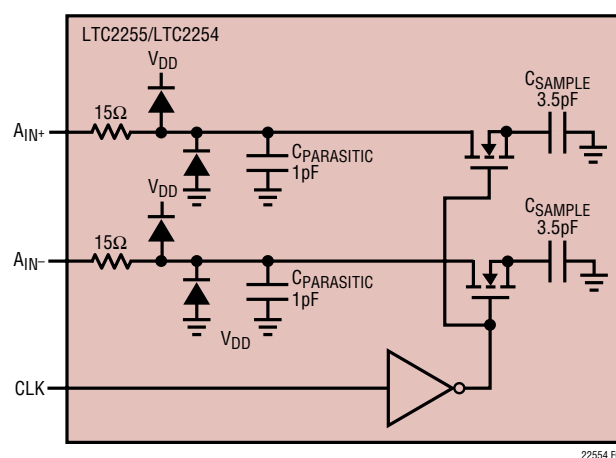 LTC2255/LTC2254
VDD
CSAMPLE
3.5pF
15Ω
AIN+
CPARASITIC
1pF
VDD
CSAMPLE
3.5pF
15Ω
AIN–
CPARASITIC
1pF
VDD
CLK